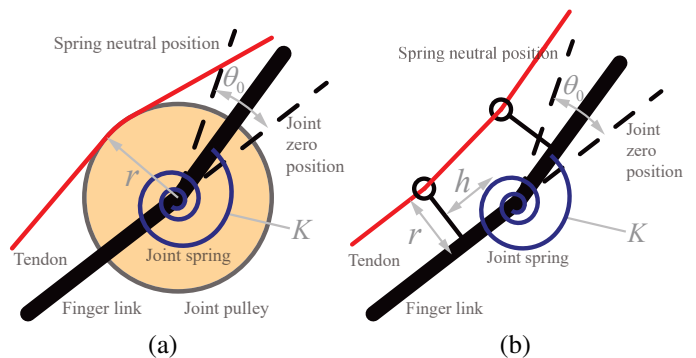 Spring neutral position
θ₀
Joint
zero
position
r
K
Tendon
Joint spring
Finger link
Joint pulley
(a)
Spring neutral position
θ₀
Joint
zero
position
h
r
K
Tendon
Joint spring
Finger link
(b)